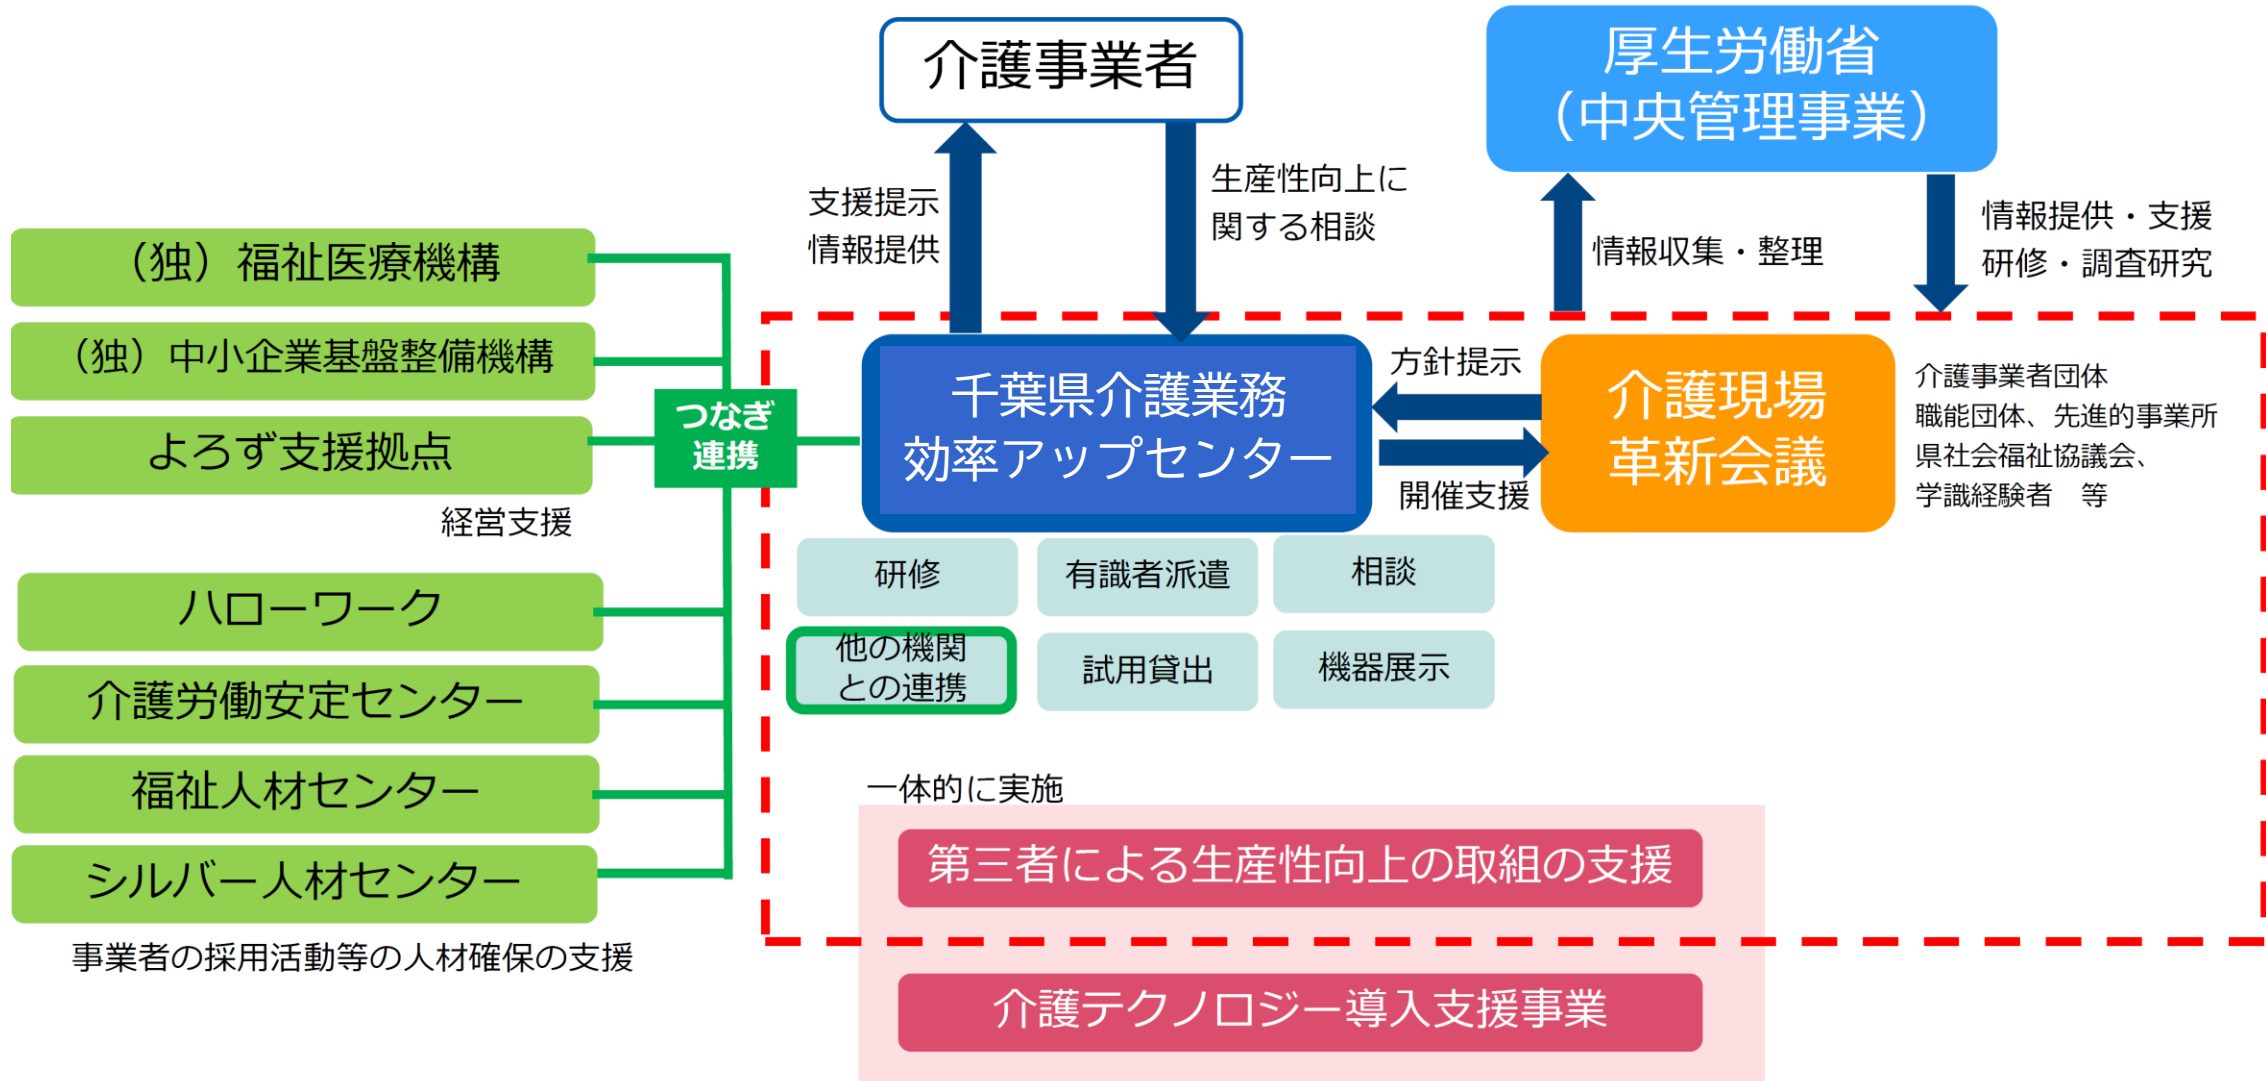 介護事業者
厚生労働省
（中央管理事業）
支援提示
情報提供
生産性向上に
関する相談
情報収集・整理
情報提供・支援
研修・調査研究
（独）福祉医療機構
（独）中小企業基盤整備機構
よろず支援拠点
経営支援
つなぎ
連携
千葉県介護業務
効率アップセンター
方針提示
開催支援
介護現場
革新会議
介護事業者団体
職能団体、先進的事業所
県社会福祉協議会、
学識経験者　等
研修
有識者派遣
相談
他の機関
との連携
試用貸出
機器展示
ハローワーク
介護労働安定センター
福祉人材センター
シルバー人材センター
事業者の採用活動等の人材確保の支援
一体的に実施
第三者による生産性向上の取組の支援
介護テクノロジー導入支援事業